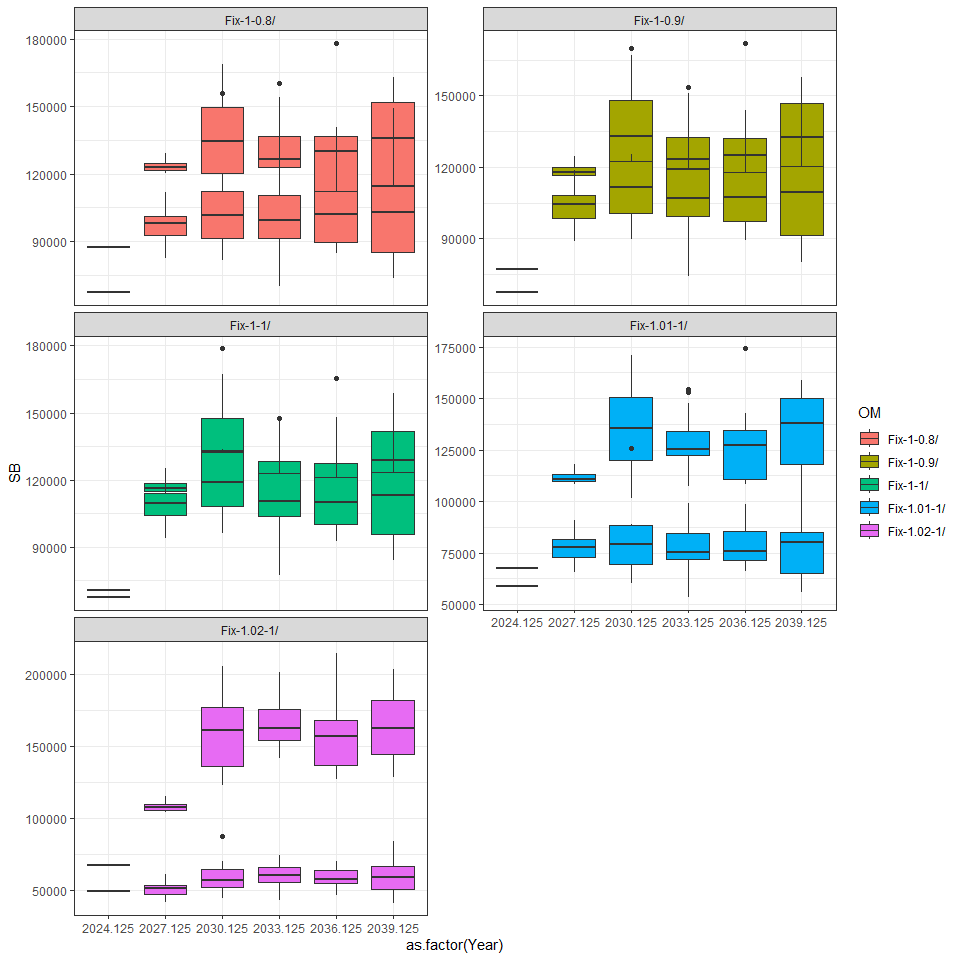 Fix-1-0.8/
Fix-1-0.9/
180000
150000
120000
90000
150000
120000
90000
Fix-1-1/
Fix-1.01-1/
180000
150000
120000
90000
175000
150000
125000
100000
75000
50000
2024.125 2027.125 2030.125 2033.125 2036.125 2039.125
Fix-1.02-1/
200000
150000
100000
50000
2024.125 2027.125 2030.125 2033.125 2036.125 2039.125
as.factor(Year)
SB
OM
Fix-1-0.8/
Fix-1-0.9/
Fix-1-1/
Fix-1.01-1/
Fix-1.02-1/